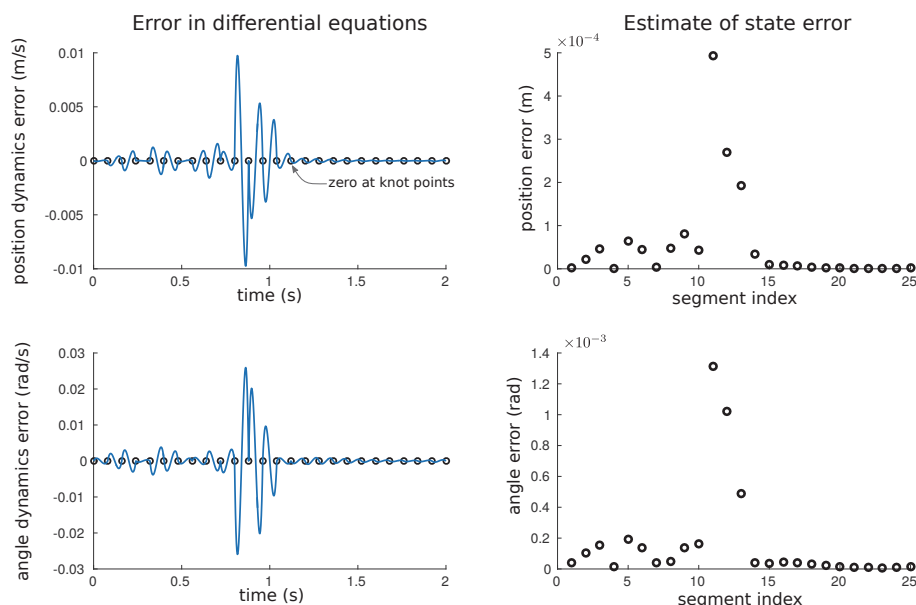 Error in differential equations
position dynamics error (m/s)
0.01
0.005
0
-0.005
-0.01
zero at knot points
0 0.5 1 1.5 2
time (s)
Estimate of state error
×10⁻⁴
position error (m)
5
4
3
2
1
0
0 5 10 15 20 25
segment index
angle dynamics error (rad/s)
0.03
0.02
0.01
0
-0.01
-0.02
-0.03
0 0.5 1 1.5 2
time (s)
×10⁻³
angle error (rad)
1.4
1.2
1
0.8
0.6
0.4
0.2
0
0 5 10 15 20 25
segment index